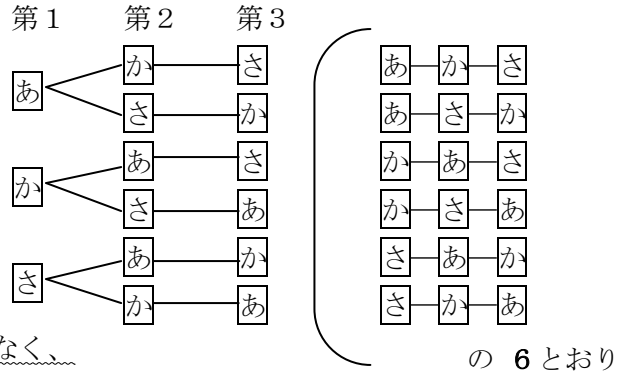 第１ 第２ 第３
か さ あ か さ
あ
さ か あ さ か
あ さ か あ さ
か
さ あ か さ あ
あ か さ あ か
さ
か あ さ か あ
なく、
の ６とおり